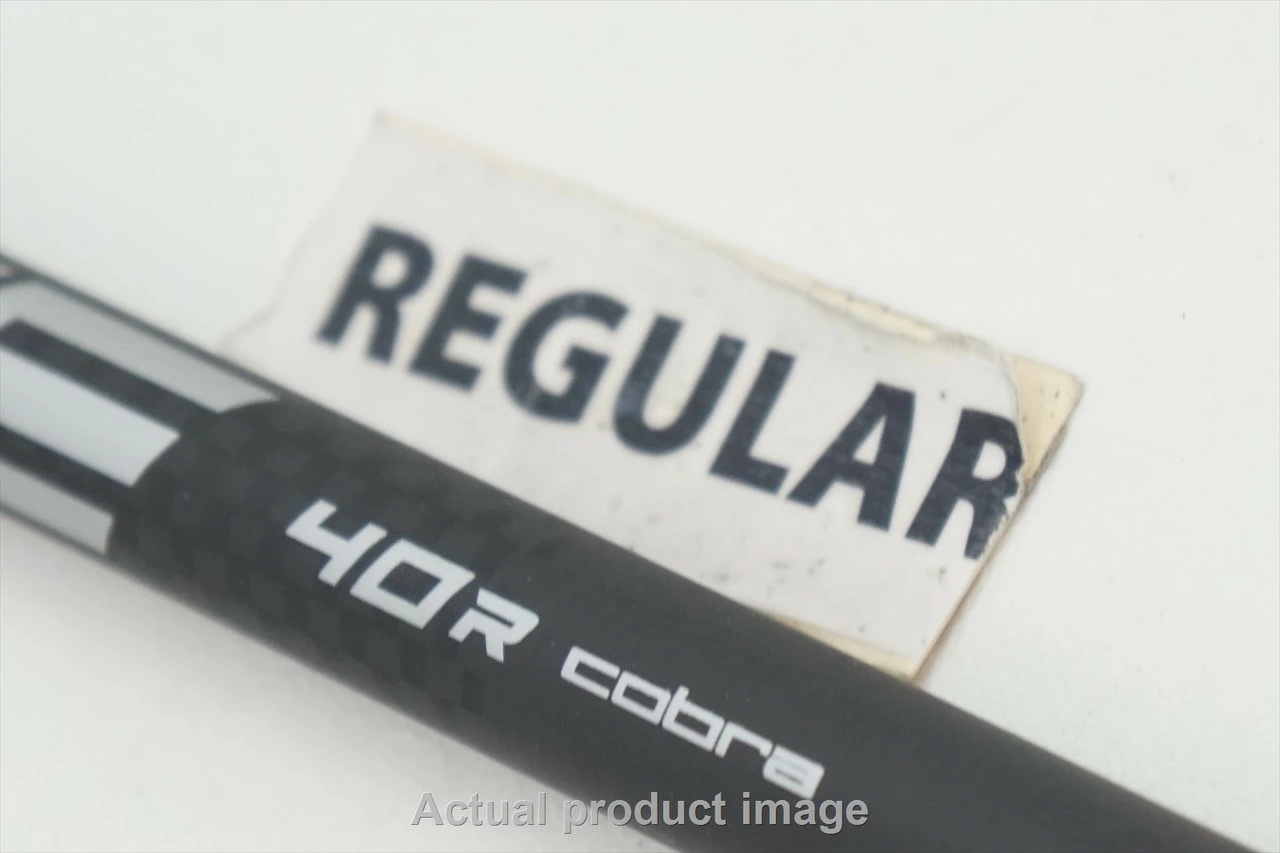 REGULAR
40R cobra
Actual product image